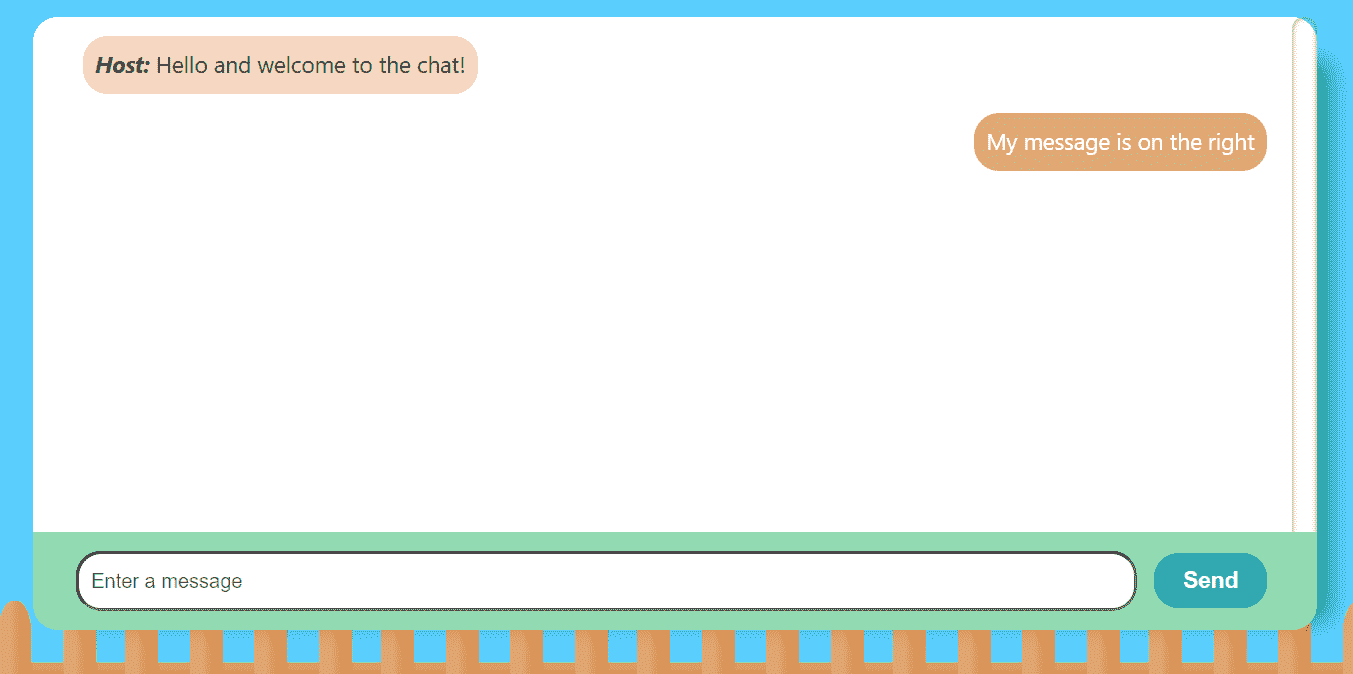 Host: Hello and welcome to the chat!
My message is on the right
Enter a message
Send